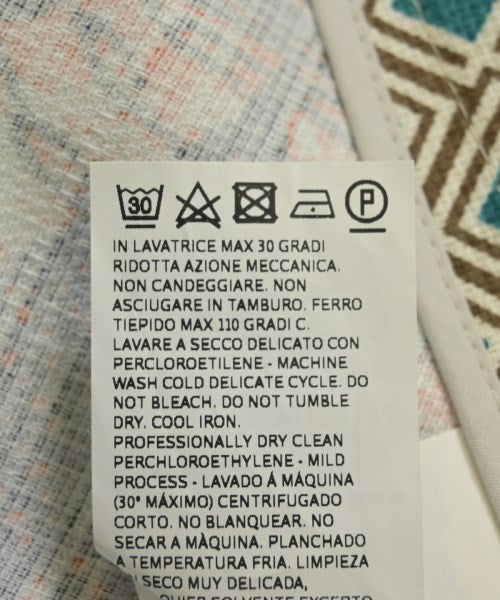 30 P
IN LAVATRICE MAX 30 GRADI
RIDOTTA AZIONE MECCANICA.
NON CANDEGGIARE. NON
ASCIUGARE IN TAMBURO. FERRO
TIEPIDO MAX 110 GRADI C.
LAVARE A SECCO DELICATO CON
PERCLOROETILENE - MACHINE
WASH COLD DELICATE CYCLE. DO
NOT BLEACH. DO NOT TUMBLE
DRY. COOL IRON.
PROFESSIONALLY DRY CLEAN
PERCHLOROETHYLENE - MILD
PROCESS - LAVADO Á MÁQUINA
(30° MÁXIMO) CENTRIFUGADO
CORTO. NO BLANQUEAR. NO
SECAR A MÀQUINA. PLANCHADO
A TEMPERATURA FRIA. LIMPIEZA
SECO MUY DELICADA,
SOLVENTE EXCEPTO